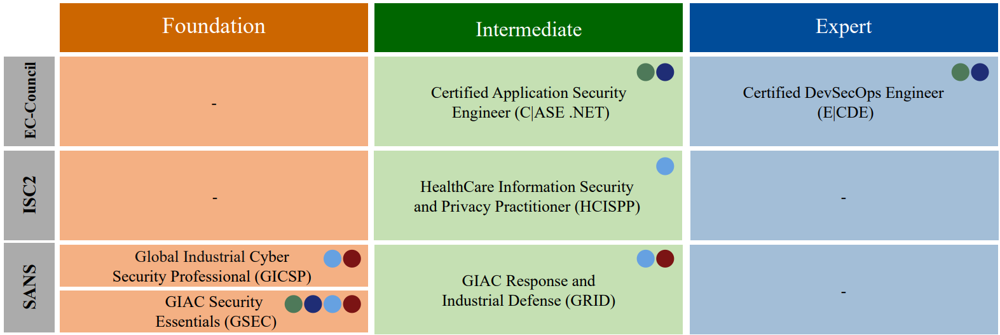 Foundation
Intermediate
Expert
EC-Council
-
Certified Application Security
Engineer (C|ASE .NET)
Certified DevSecOps Engineer
(E|CDE)
ISC2
-
HealthCare Information Security
and Privacy Practitioner (HCISPP)
-
SANS
Global Industrial Cyber
Security Professional (GICSP)
GIAC Security
Essentials (GSEC)
GIAC Response and
Industrial Defense (GRID)
-